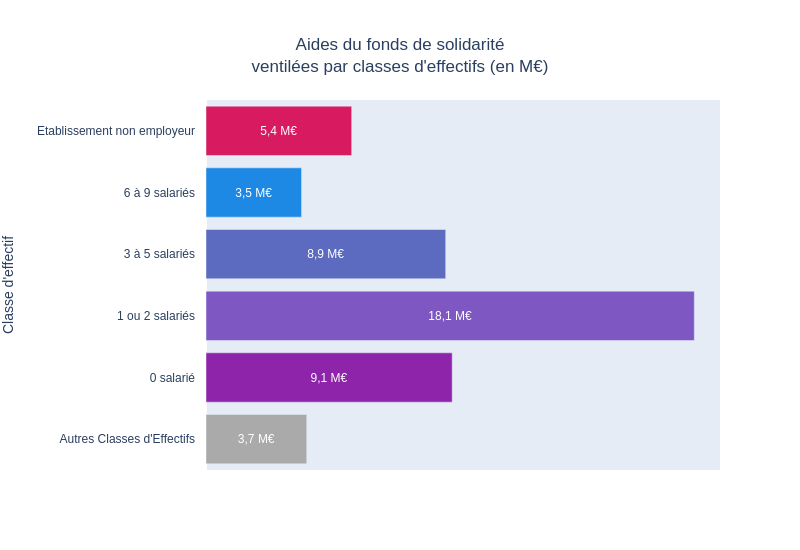 Aides du fonds de solidarité
ventilées par classes d'effectifs (en M€)
Classe d'effectif
Etablissement non employeur
5,4 M€
6 à 9 salariés
3,5 M€
3 à 5 salariés
8,9 M€
1 ou 2 salariés
18,1 M€
0 salarié
9,1 M€
Autres Classes d'Effectifs
3,7 M€